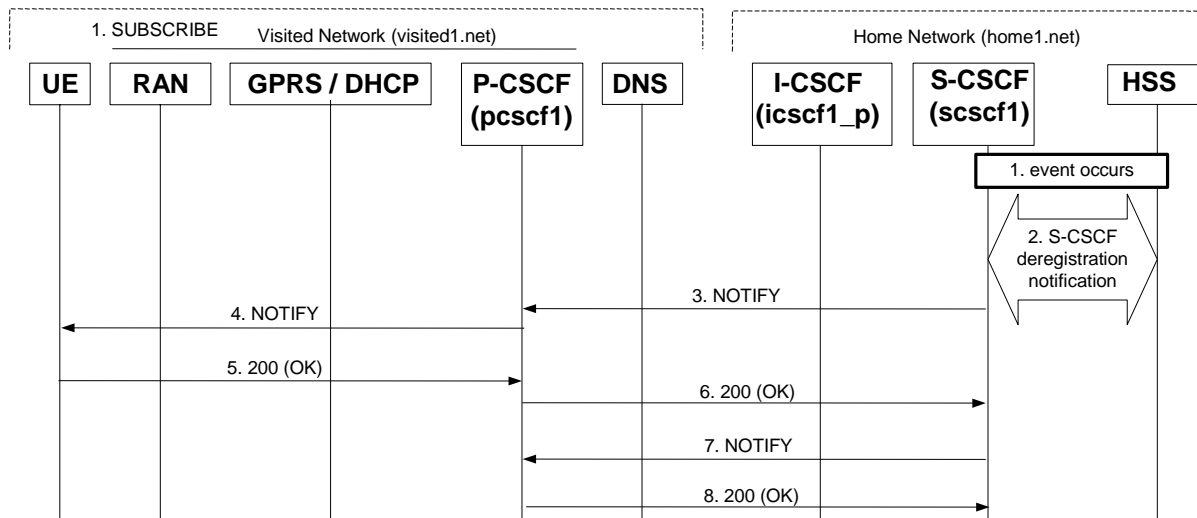 1. SUBSCRIBE
Visited Network (visited1.net)
Home Network (home1.net)
UE
RAN
GPRS / DHCP
P-CSCF
(pcscf1)
DNS
I-CSCF
(icscf1_p)
S-CSCF
(scscf1)
HSS
1. event occurs
2. S-CSCF
deregistration
notification
3. NOTIFY
4. NOTIFY
5. 200 (OK)
6. 200 (OK)
7. NOTIFY
8. 200 (OK)